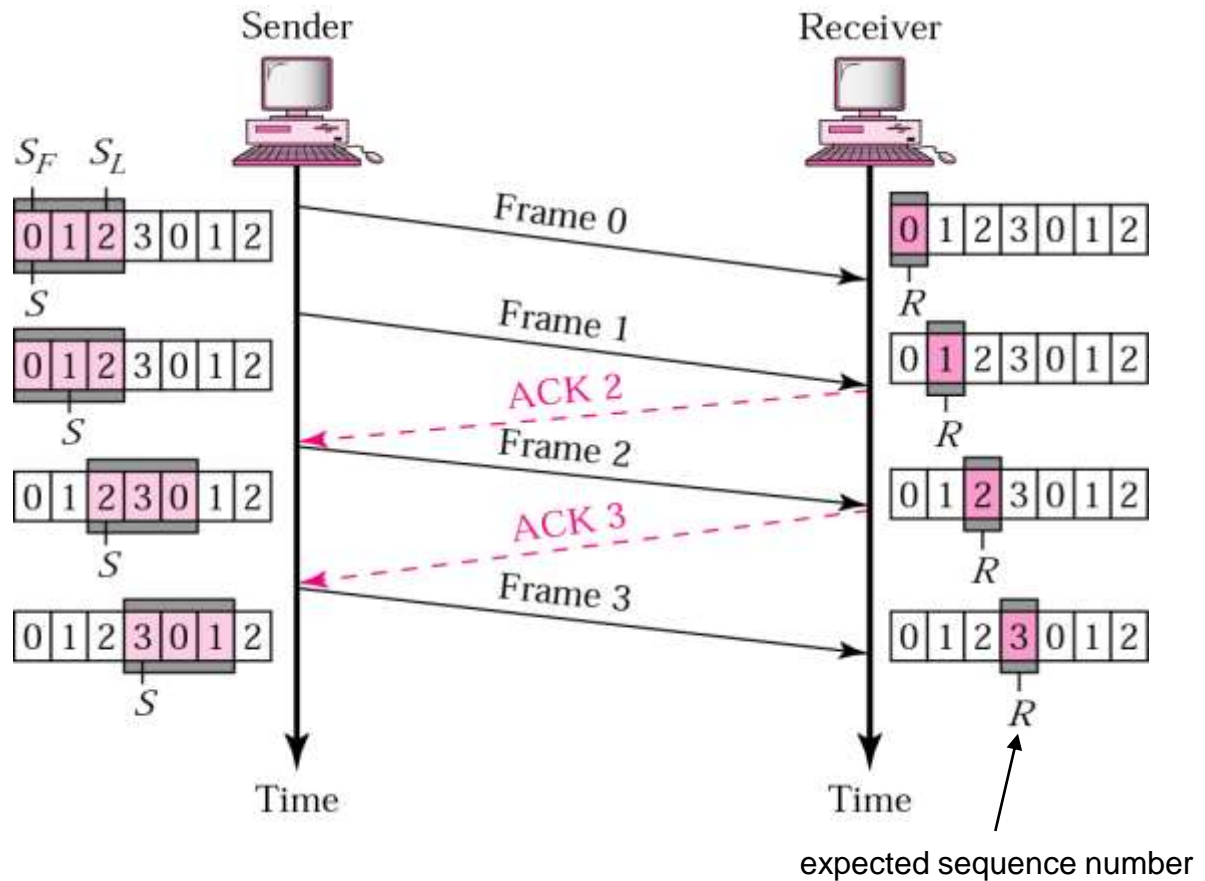 Sender Receiver
S_F S_L
0 1 2 3 0 1 2
S
Frame 0
0 1 2 3 0 1 2
R
0 1 2 3 0 1 2
S
Frame 1
0 1 2 3 0 1 2
R
ACK 2
0 1 2 3 0 1 2
S
Frame 2
0 1 2 3 0 1 2
R
ACK 3
0 1 2 3 0 1 2
S
Frame 3
0 1 2 3 0 1 2
R
Time Time
expected sequence number